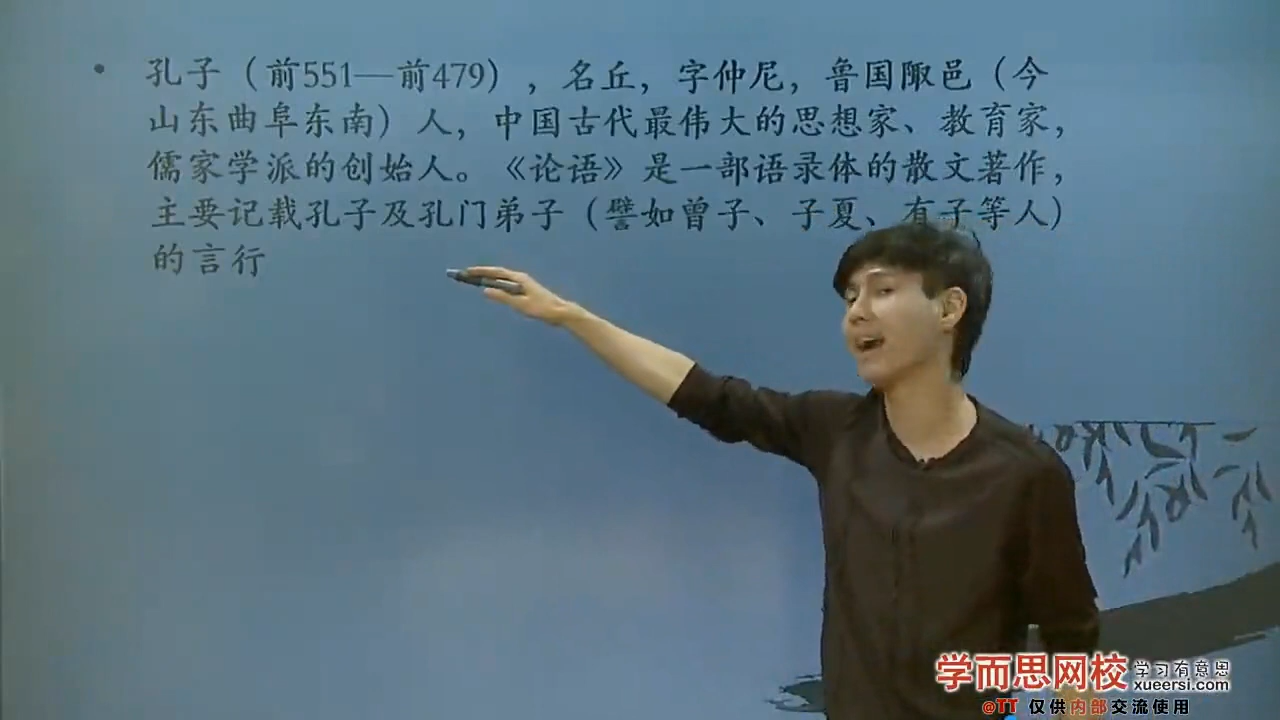 • 孔子（前551—前479），名丘，字仲尼，鲁国陬邑（今
山东曲阜东南）人，中国古代最伟大的思想家、教育家，
儒家学派的创始人。《论语》是一部语录体的散文著作，
主要记载孔子及孔门弟子（譬如曾子、子夏、有子等人）
的言行
学而思网校 学习有意思
xueersi.com
@TT 仅供内部交流使用